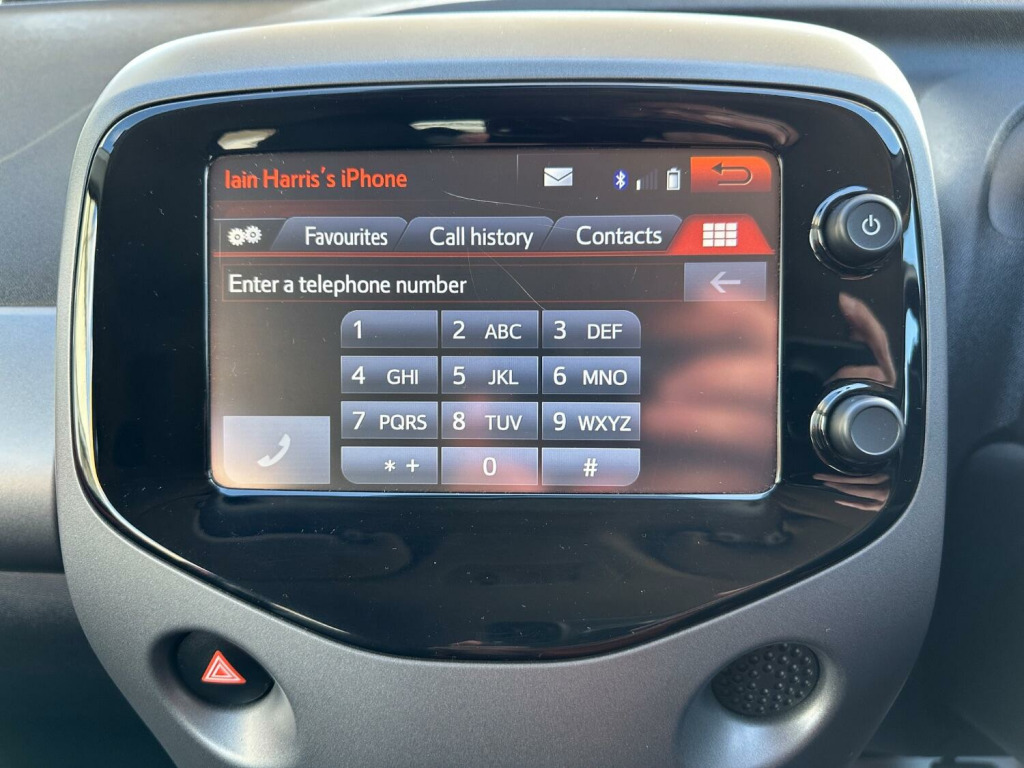 Iain Harris's iPhone
Favourites Call history Contacts
Enter a telephone number
1 2 ABC 3 DEF
4 GHI 5 JKL 6 MNO
7 PQRS 8 TUV 9 WXYZ
* + 0 #